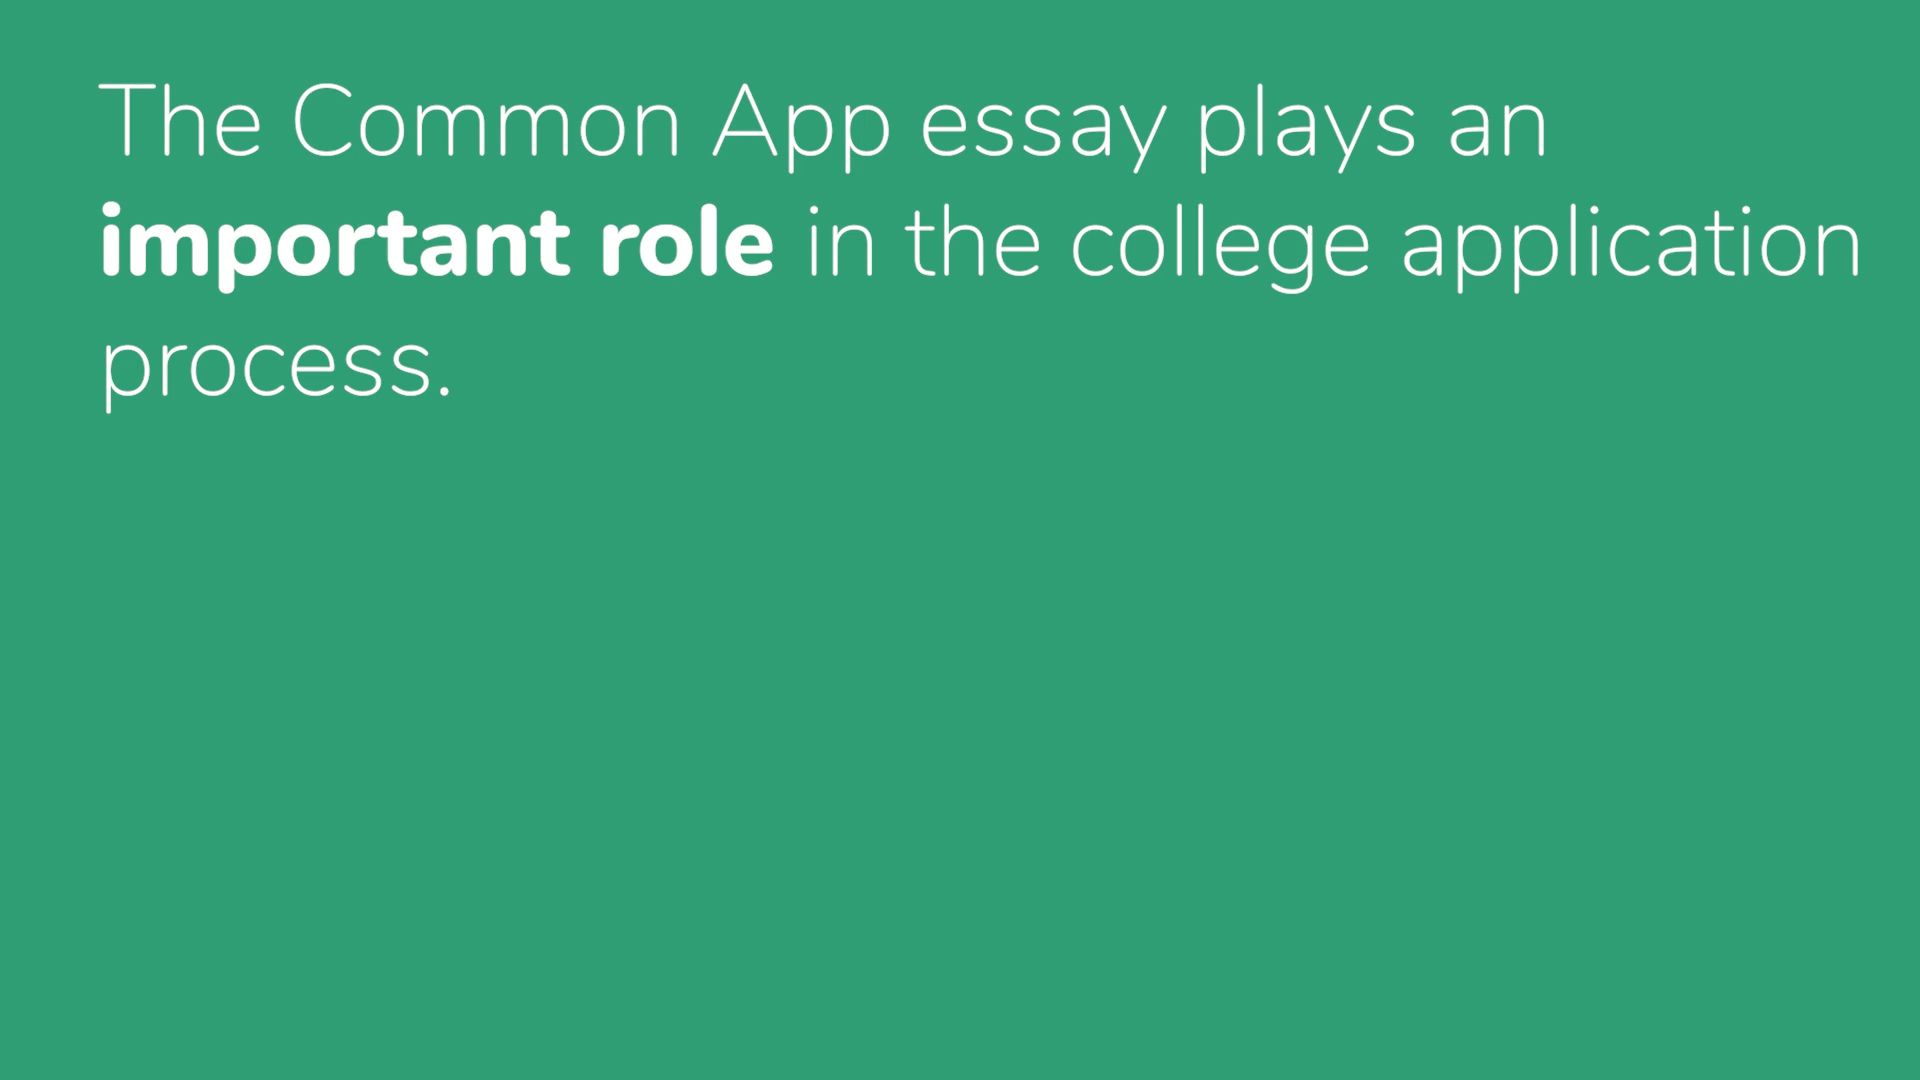 The Common App essay plays an
important role in the college application
process.